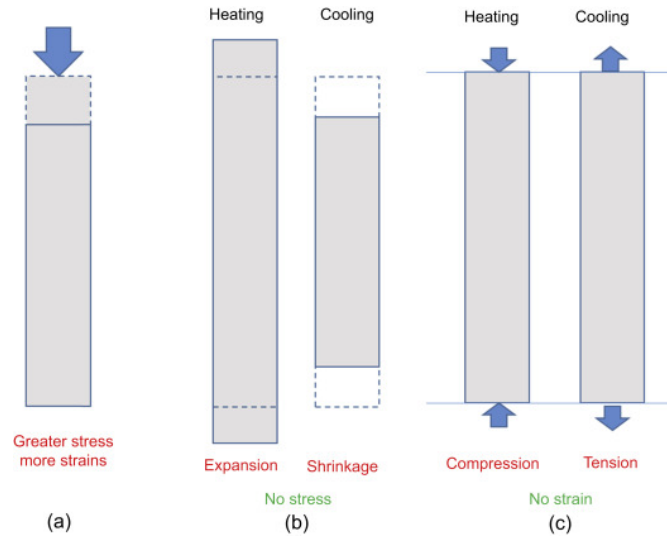 Heating
Cooling
Heating
Cooling
Greater stress
more strains
Expansion
Shrinkage
Compression
Tension
No stress
No strain
(a)
(b)
(c)